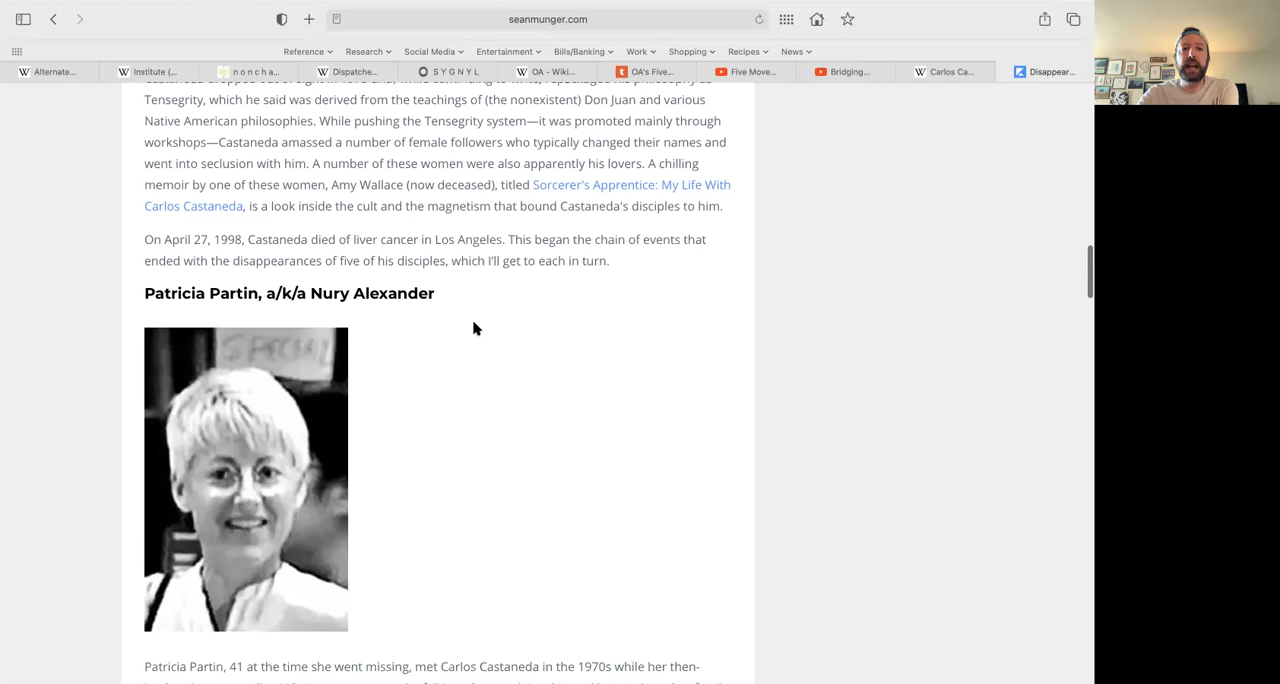 seanmunger.com
Reference
Research
Social Media
Entertainment
Bills/Banking
Work
Shopping
Recipes
News
W Alternate...
W Institute (...
n o n c h a...
W Dispatche...
S Y G N Y L
W OA - Wiki...
t OA's Five...
Five Move...
Bridging...
W Carlos Ca...
Disappear...
Tensegrity, which he said was derived from the teachings of (the nonexistent) Don Juan and various
Native American philosophies. While pushing the Tensegrity system—it was promoted mainly through
workshops—Castaneda amassed a number of female followers who typically changed their names and
went into seclusion with him. A number of these women were also apparently his lovers. A chilling
memoir by one of these women, Amy Wallace (now deceased), titled Sorcerer's Apprentice: My Life With
Carlos Castaneda, is a look inside the cult and the magnetism that bound Castaneda's disciples to him.
On April 27, 1998, Castaneda died of liver cancer in Los Angeles. This began the chain of events that
ended with the disappearances of five of his disciples, which I'll get to each in turn.
Patricia Partin, a/k/a Nury Alexander
SPECIAL
Patricia Partin, 41 at the time she went missing, met Carlos Castaneda in the 1970s while her then-